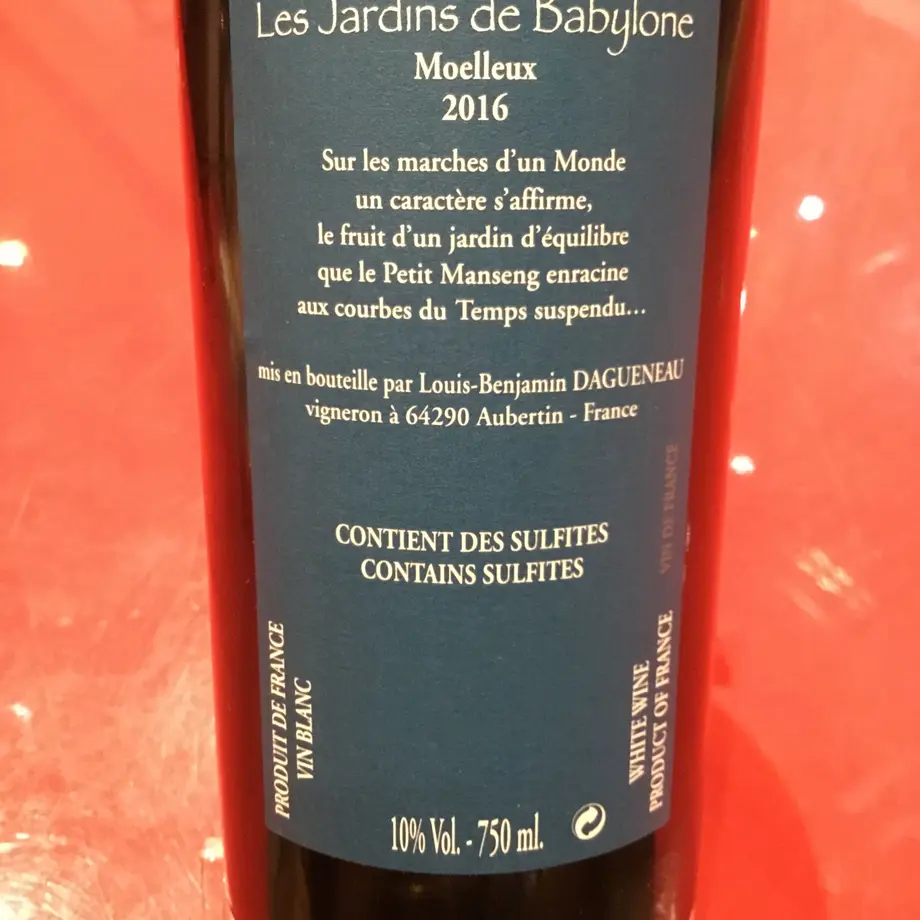 Les Jardins de Babylone
Moelleux
2016
Sur les marches d'un Monde
un caractère s'affirme,
le fruit d'un jardin d'équilibre
que le Petit Manseng enracine
aux courbes du Temps suspendu...
mis en bouteille par Louis-Benjamin DAGUENEAU
vigneron à 64290 Aubertin - France
CONTIENT DES SULFITES
CONTAINS SULFITES
PRODUIT DE FRANCE
VIN BLANC
VIN DE FRANCE
WHITE WINE
PRODUCT OF FRANCE
10% Vol. - 750 ml.